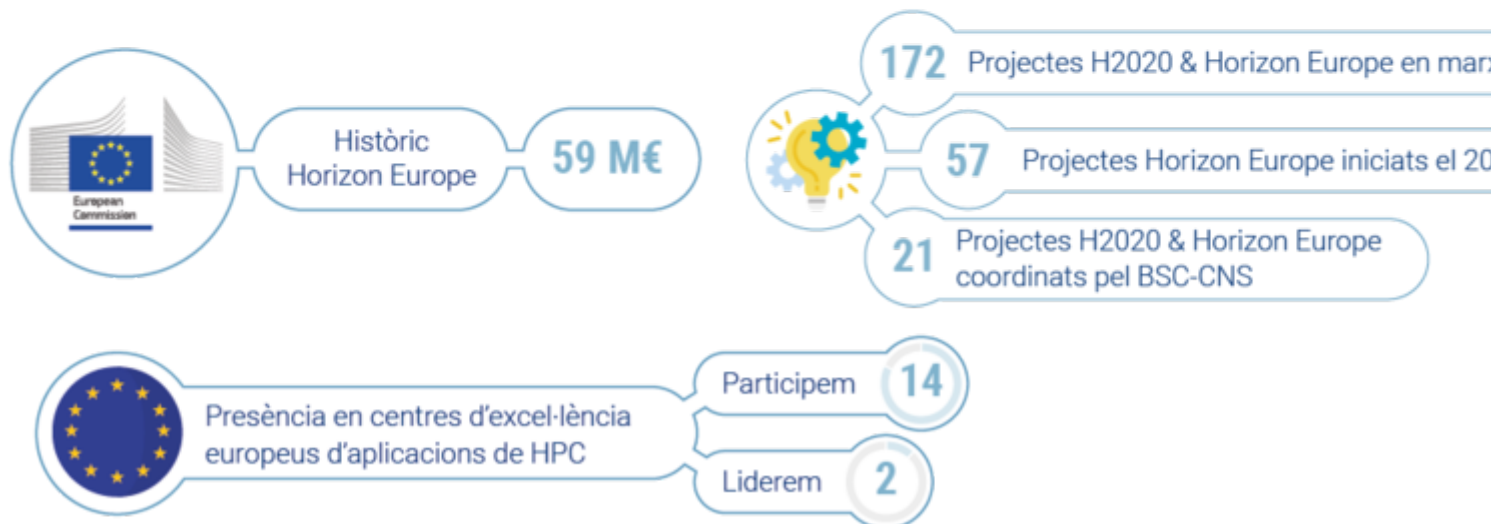 European
Commission
Històric
Horizon Europe
59 M€
172 Projectes H2020 & Horizon Europe en
57 Projectes Horizon Europe iniciats el
21 Projectes H2020 & Horizon Europe
coordinats pel BSC-CNS
Presència en centres d'excel·lència
europeus d'aplicacions de HPC
Participem 14
Liderem 2